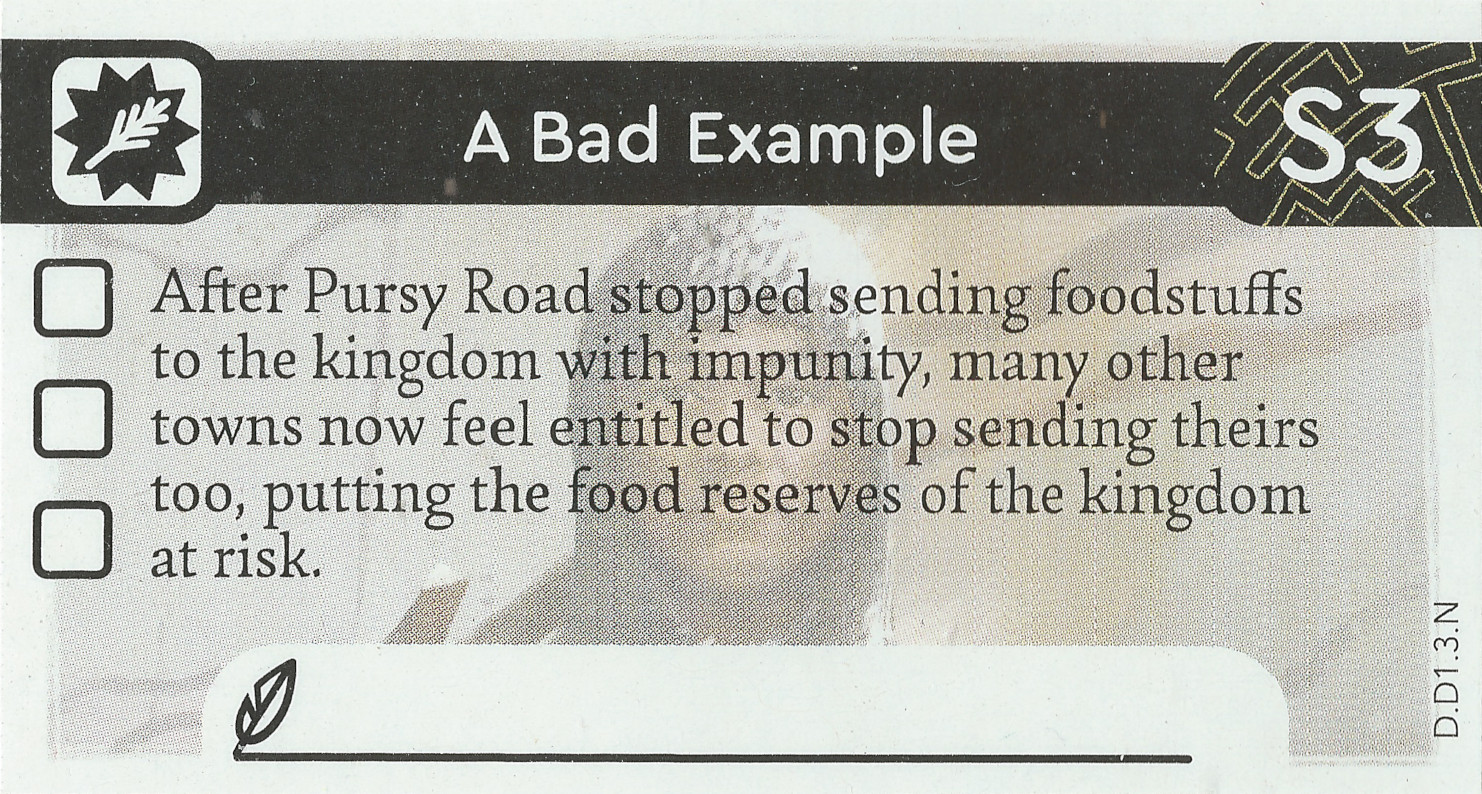 A Bad Example
S3
After Pursy Road stopped sending foodstuffs
to the kingdom with impunity, many other
towns now feel entitled to stop sending theirs
too, putting the food reserves of the kingdom
at risk.
D.D1.3.N